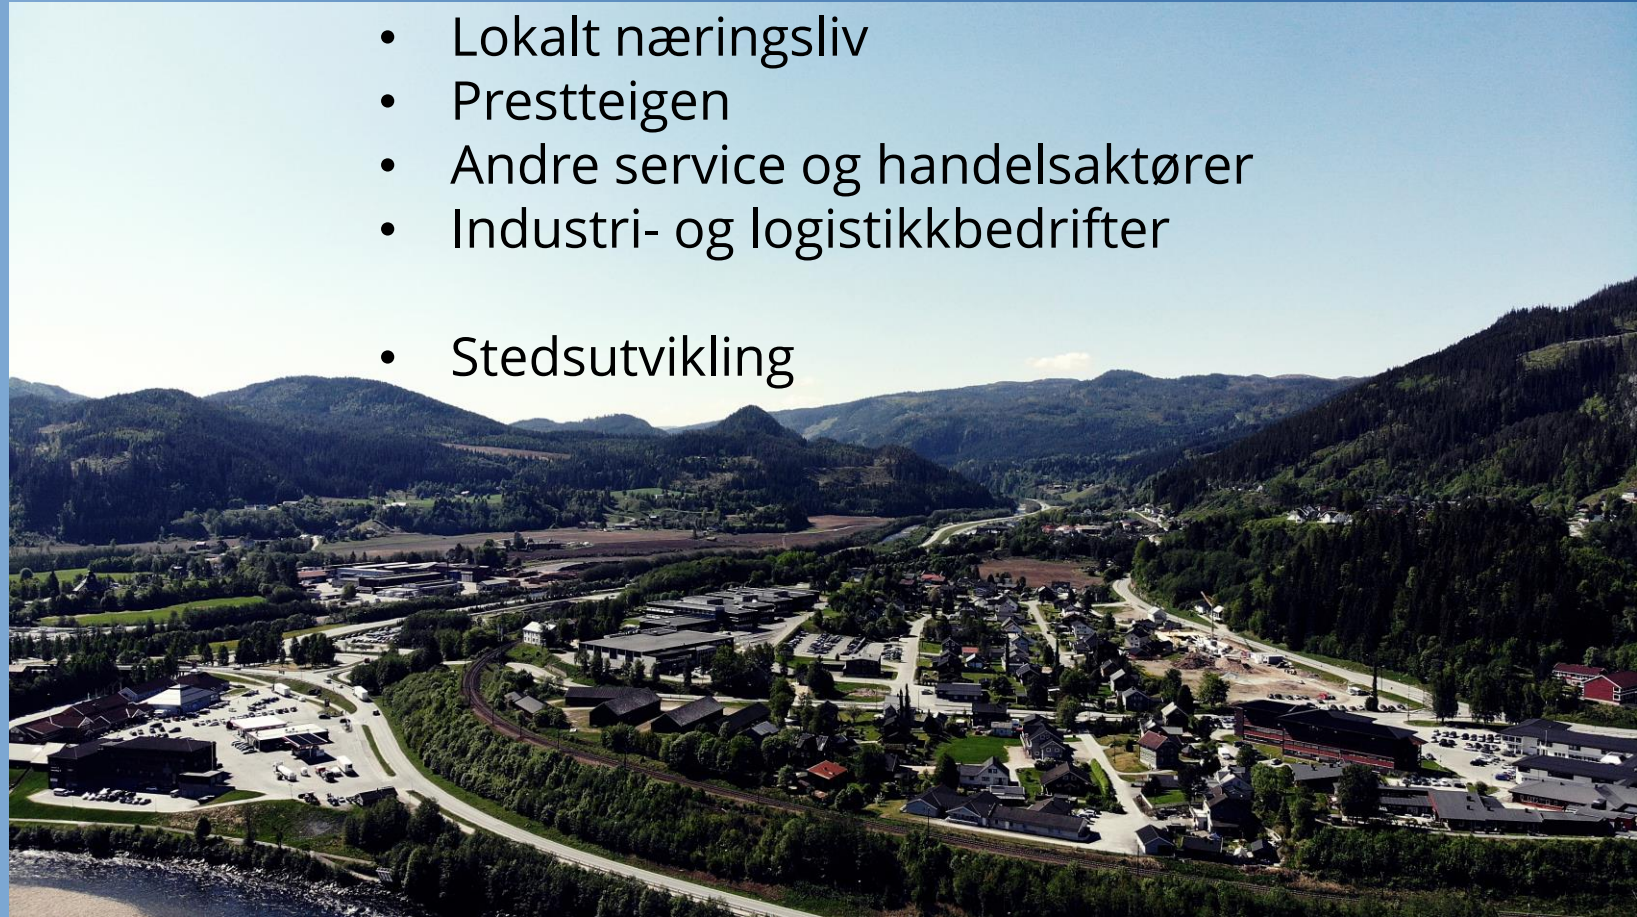 • Lokalt næringsliv
• Prestteigen
• Andre service og handelsaktører
• Industri- og logistikkbedrifter
• Stedsutvikling